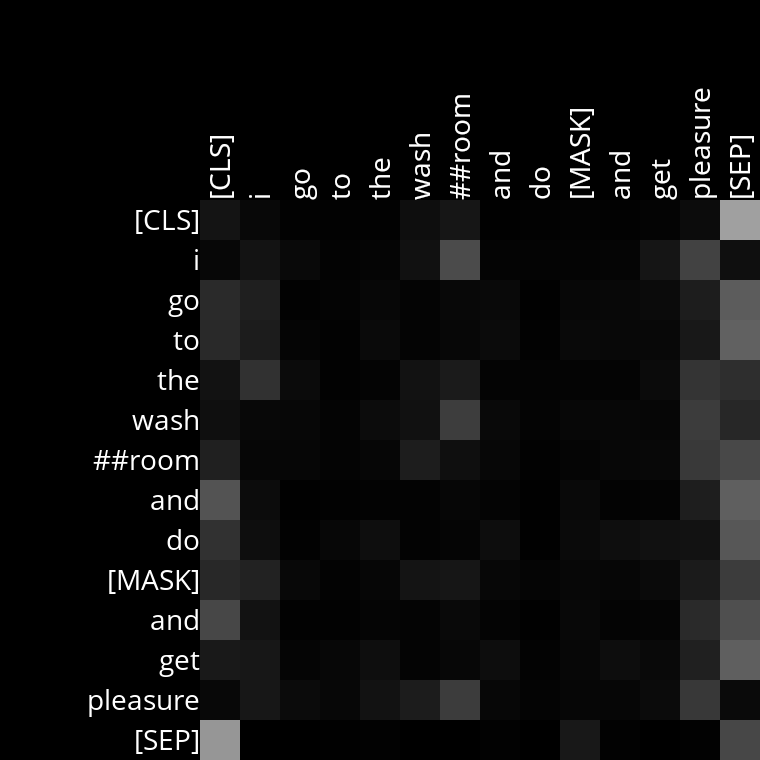 [CLS] i go to the wash ##room and do [MASK] and get pleasure [SEP]
[CLS]
i
go
to
the
wash
##room
and
do
[MASK]
and
get
pleasure
[SEP]